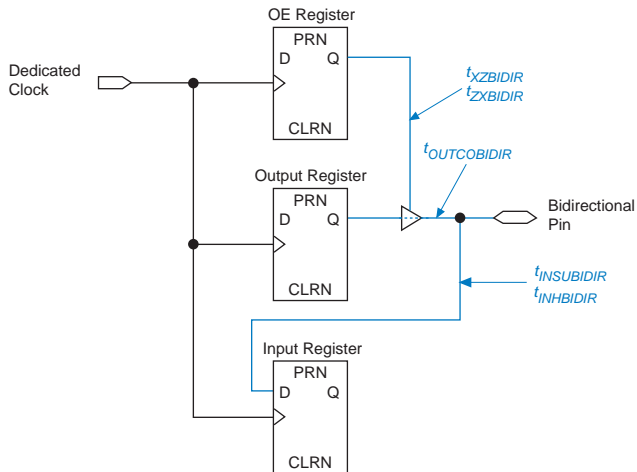 OE Register
PRN
D Q
CLRN
Dedicated
Clock
tXZBIDIR
tZXBIDIR
tOUTCOBIDIR
Output Register
PRN
D Q
CLRN
Bidirectional
Pin
tINSUBIDIR
tINHBIDIR
Input Register
PRN
D Q
CLRN